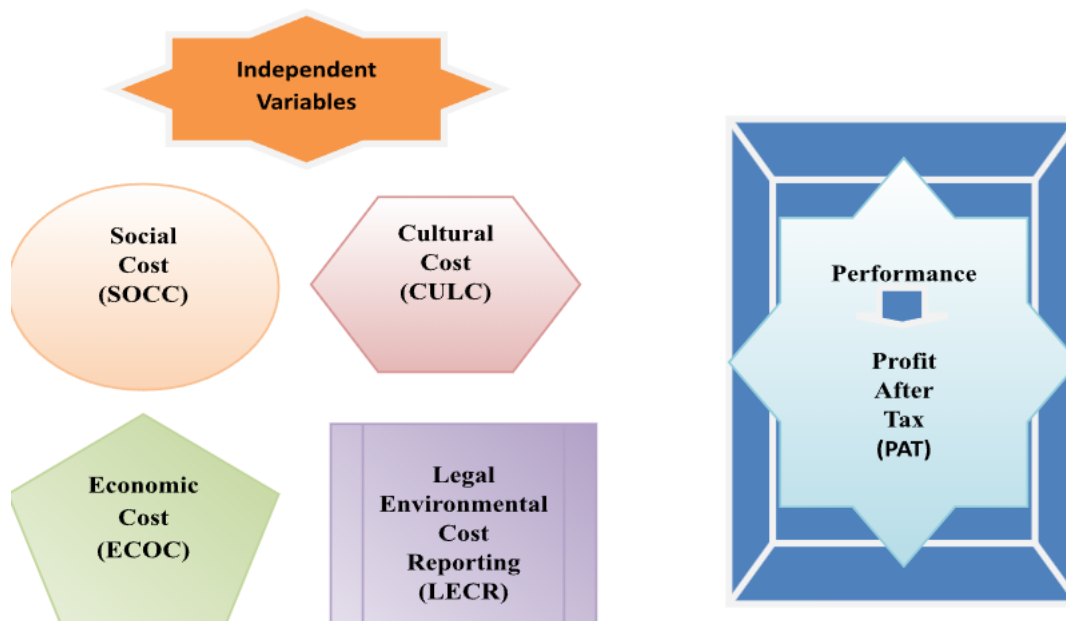 Independent
Variables
Social
Cost
(SOCC)
Cultural
Cost
(CULC)
Performance
Profit
After
Tax
(PAT)
Economic
Cost
(ECOC)
Legal
Environmental
Cost
Reporting
(LECR)